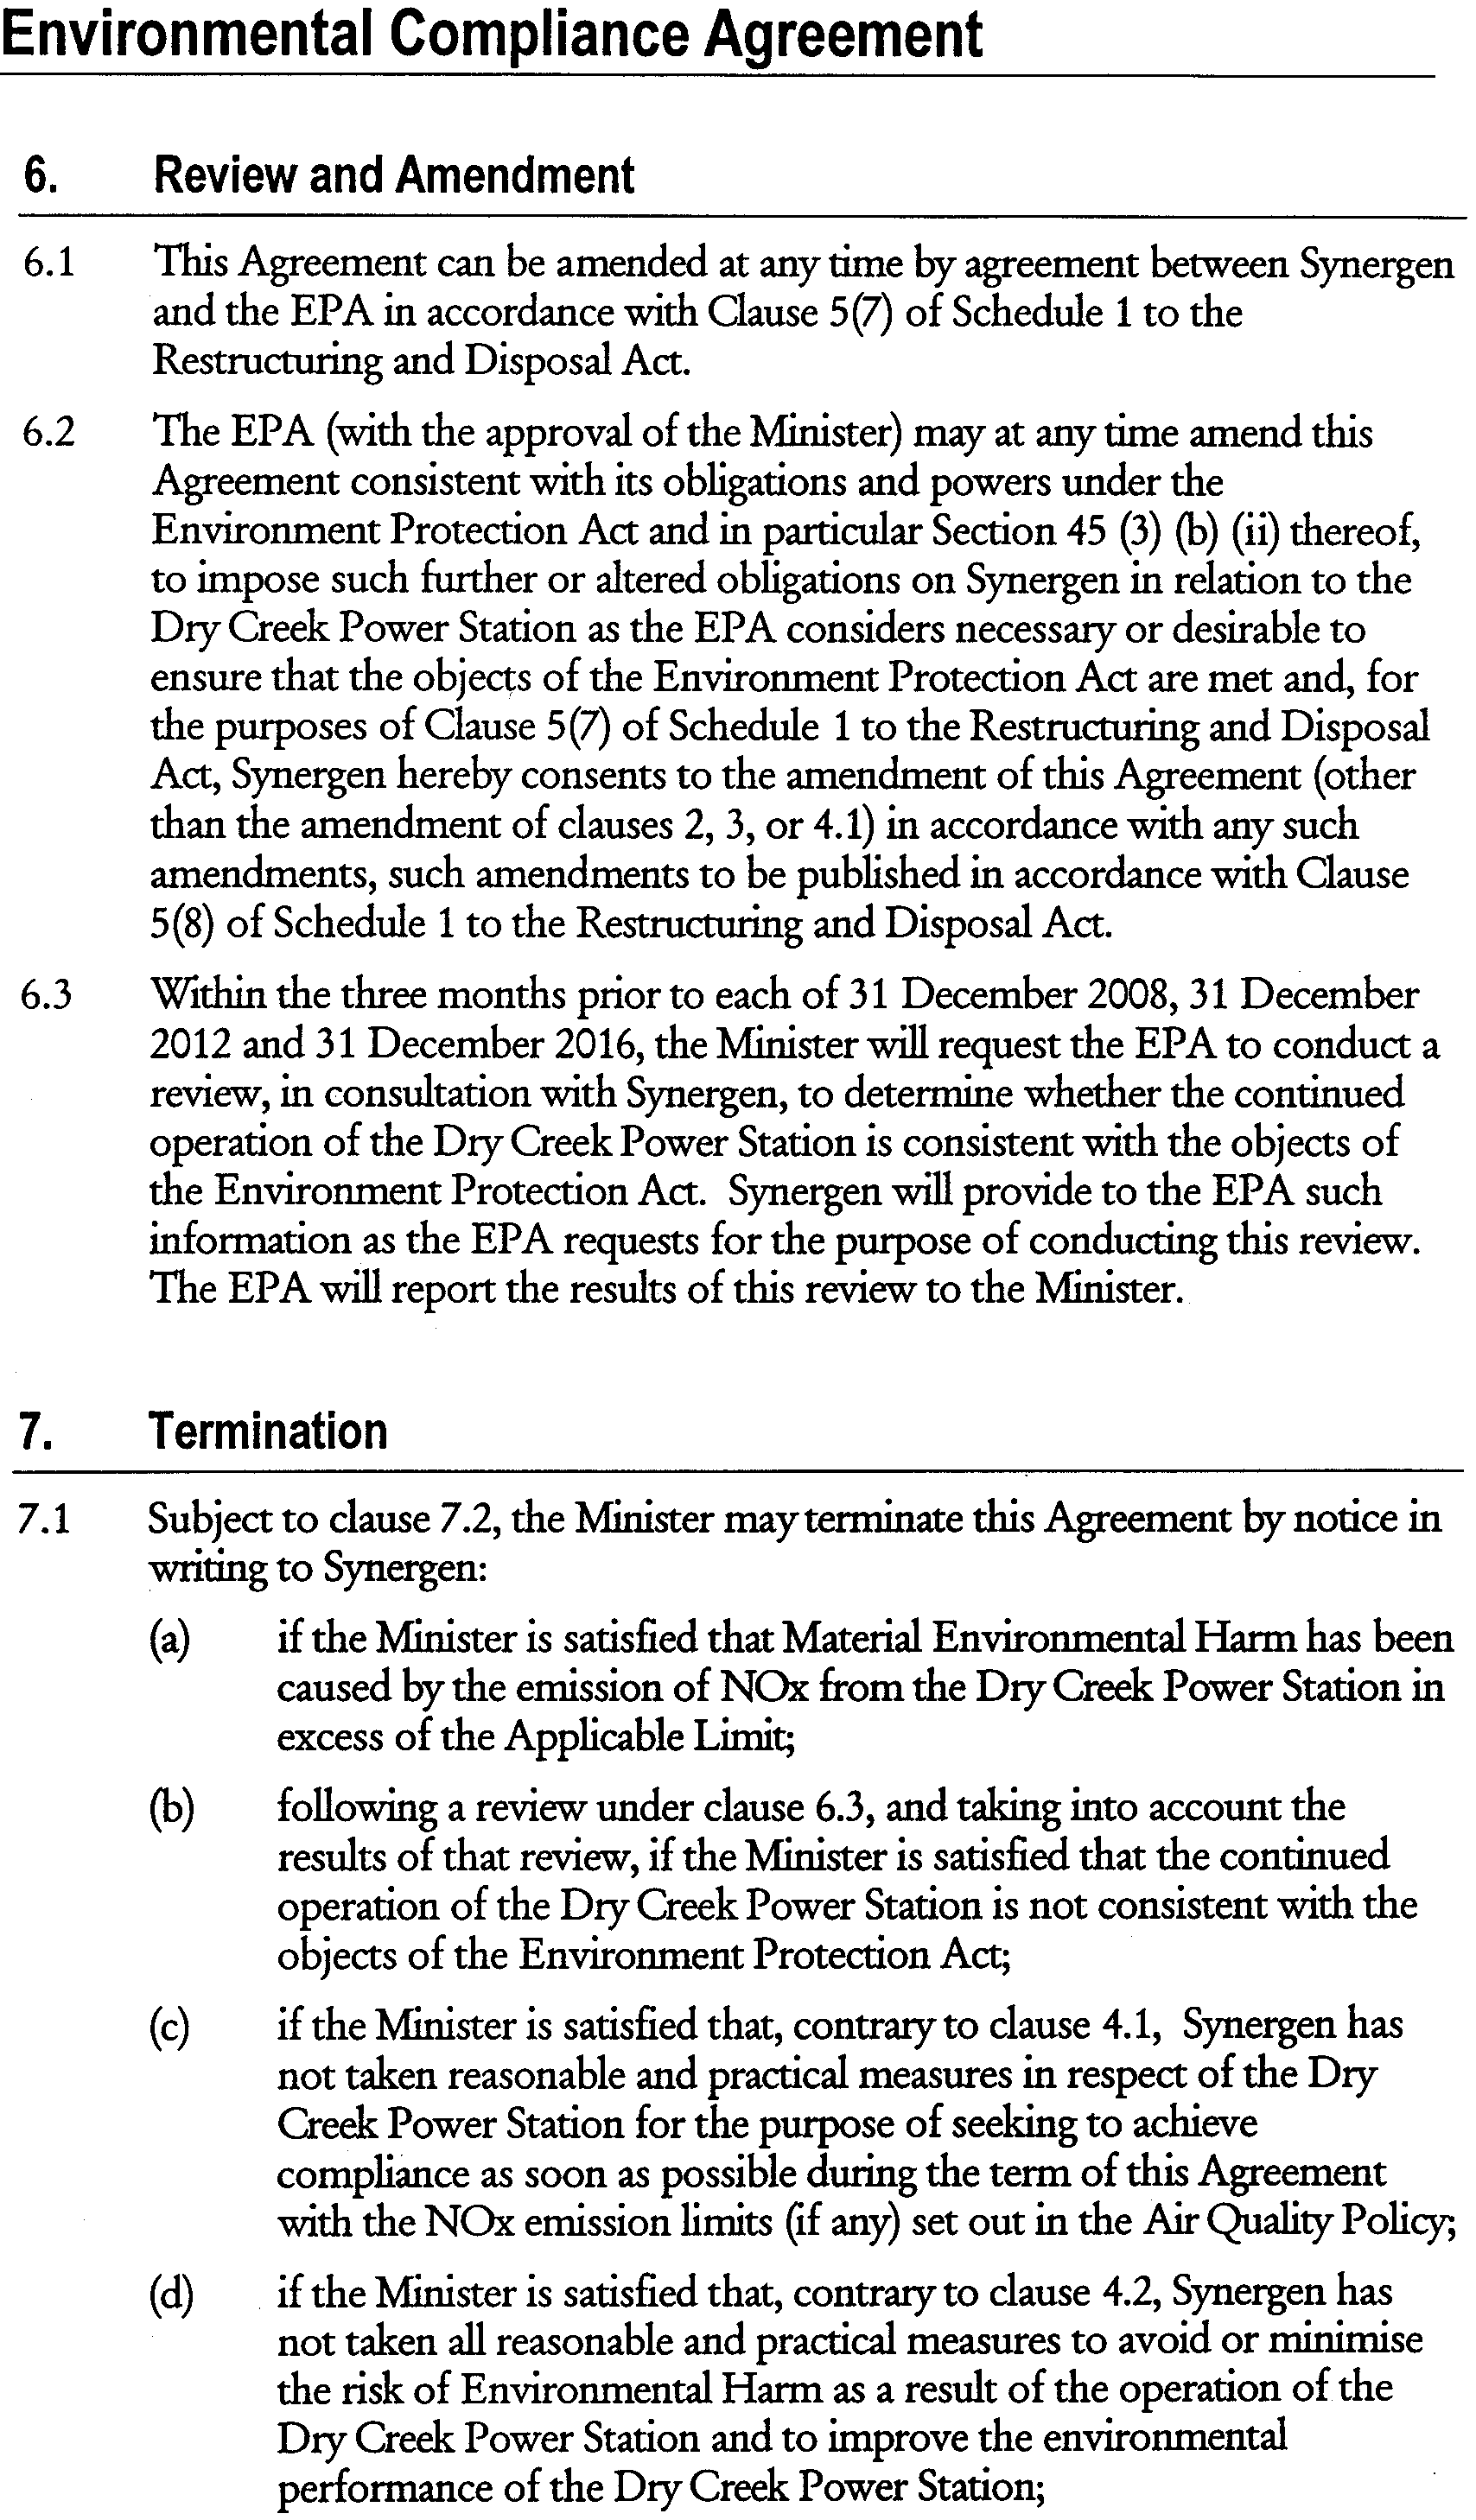 Environmental Compliance Agreement
6. Review and Amendment
6.1 This Agreement can be amended at any time by agreement between Synergen
and the EPA in accordance with Clause 5(7) of Schedule 1 to the
Restructuring and Disposal Act.
6.2 The EPA (with the approval of the Minister) may at any time amend this
Agreement consistent with its obligations and powers under the
Environment Protection Act and in particular Section 45 (3) (b) (ii) thereof,
to impose such further or altered obligations on Synergen in relation to the
Dry Creek Power Station as the EPA considers necessary or desirable to
ensure that the objects of the Environment Protection Act are met and, for
the purposes of Clause 5(7) of Schedule 1 to the Restructuring and Disposal
Act, Synergen hereby consents to the amendment of this Agreement (other
than the amendment of clauses 2, 3, or 4.1) in accordance with any such
amendments, such amendments to be published in accordance with Clause
5(8) of Schedule 1 to the Restructuring and Disposal Act.
6.3 Within the three months prior to each of 31 December 2008, 31 December
2012 and 31 December 2016, the Minister will request the EPA to conduct a
review, in consultation with Synergen, to determine whether the continued
operation of the Dry Creek Power Station is consistent with the objects of
the Environment Protection Act. Synergen will provide to the EPA such
information as the EPA requests for the purpose of conducting this review.
The EPA will report the results of this review to the Minister.
7. Termination
7.1 Subject to clause 7.2, the Minister may terminate this Agreement by notice in
writing to Synergen:
(a) if the Minister is satisfied that Material Environmental Harm has been
caused by the emission of NOx from the Dry Creek Power Station in
excess of the Applicable Limit;
(b) following a review under clause 6.3, and taking into account the
results of that review, if the Minister is satisfied that the continued
operation of the Dry Creek Power Station is not consistent with the
objects of the Environment Protection Act;
(c) if the Minister is satisfied that, contrary to clause 4.1, Synergen has
not taken reasonable and practical measures in respect of the Dry
Creek Power Station for the purpose of seeking to achieve
compliance as soon as possible during the term of this Agreement
with the NOx emission limits (if any) set out in the Air Quality Policy;
(d) if the Minister is satisfied that, contrary to clause 4.2, Synergen has
not taken all reasonable and practical measures to avoid or minimise
the risk of Environmental Harm as a result of the operation of the
Dry Creek Power Station and to improve the environmental
performance of the Dry Creek Power Station;